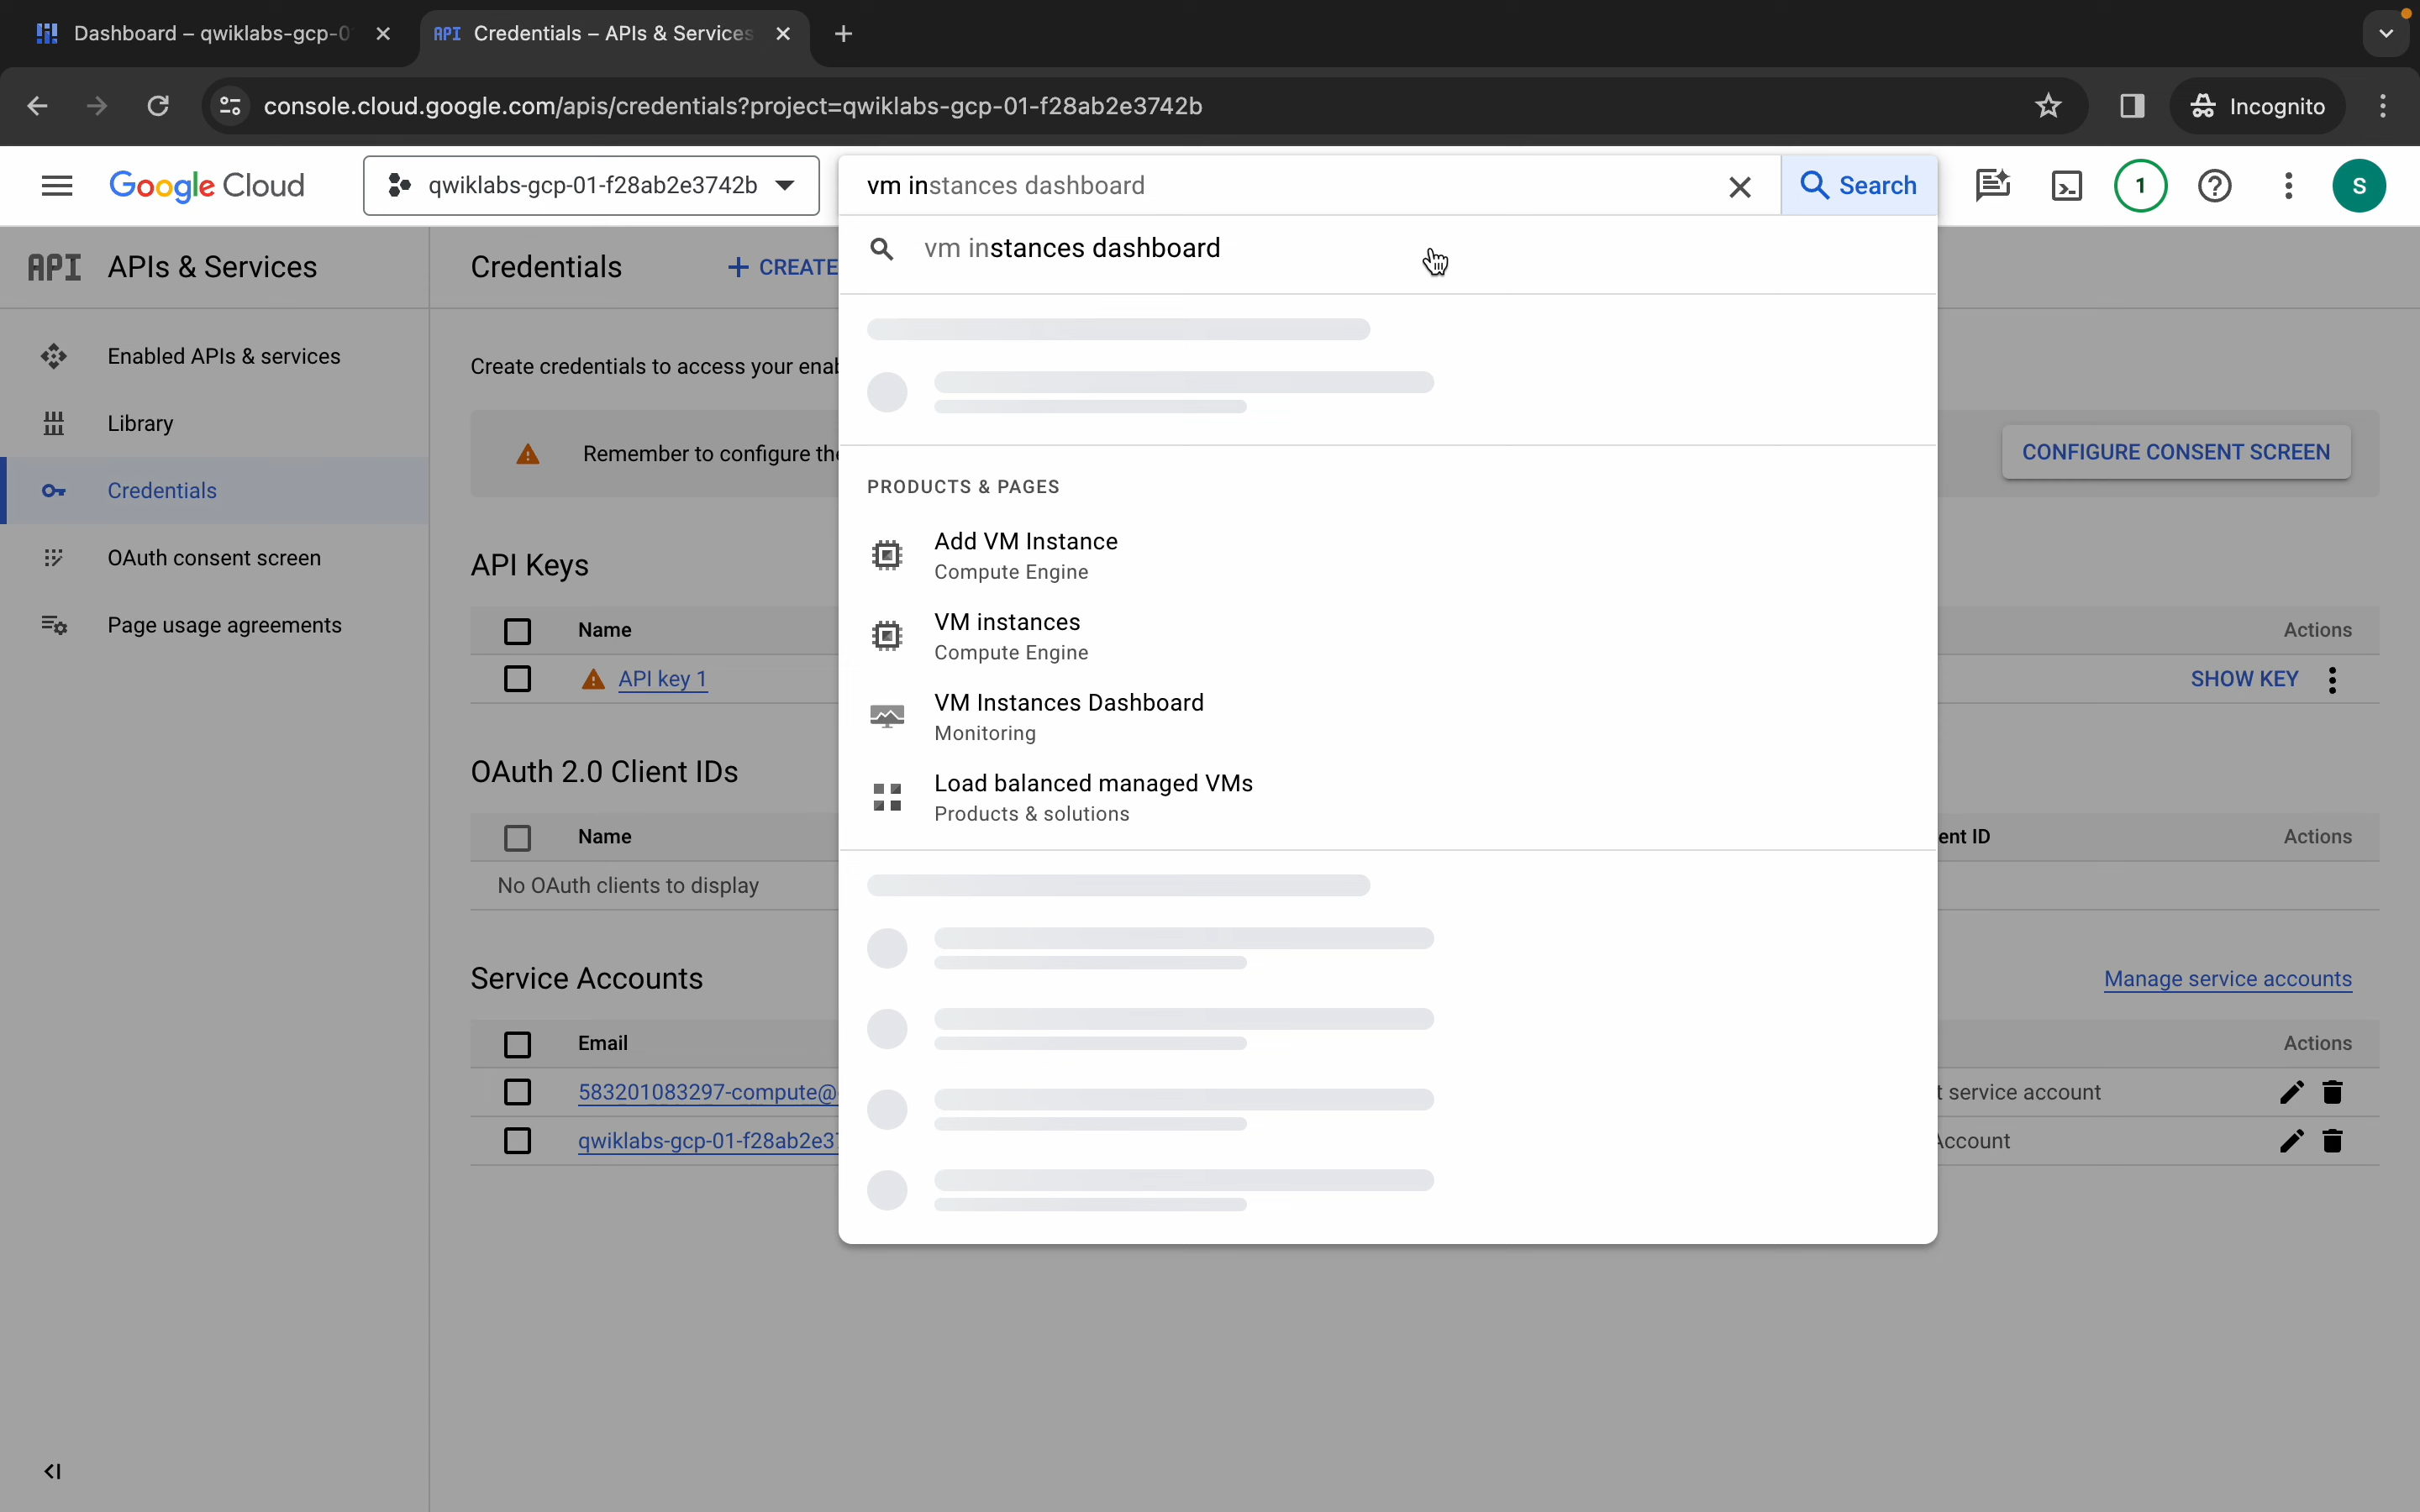 Dashboard – qwiklabs-gcp-0
API Credentials – APIs & Services
console.cloud.google.com/apis/credentials?project=qwiklabs-gcp-01-f28ab2e3742b
Incognito
Google Cloud
qwiklabs-gcp-01-f28ab2e3742b
vm instances dashboard
Search
1
S
API APIs & Services
Credentials
CREATE
vm instances dashboard
Enabled APIs & services
Library
Credentials
OAuth consent screen
Page usage agreements
Create credentials to access your enab
Remember to configure the
CONFIGURE CONSENT SCREEN
PRODUCTS & PAGES
Add VM Instance
Compute Engine
VM instances
Compute Engine
VM Instances Dashboard
Monitoring
Load balanced managed VMs
Products & solutions
API Keys
Name
Actions
API key 1
SHOW KEY
OAuth 2.0 Client IDs
Name
ent ID
Actions
No OAuth clients to display
Service Accounts
Manage service accounts
Email
Actions
583201083297-compute@
t service account
qwiklabs-gcp-01-f28ab2e37
Account